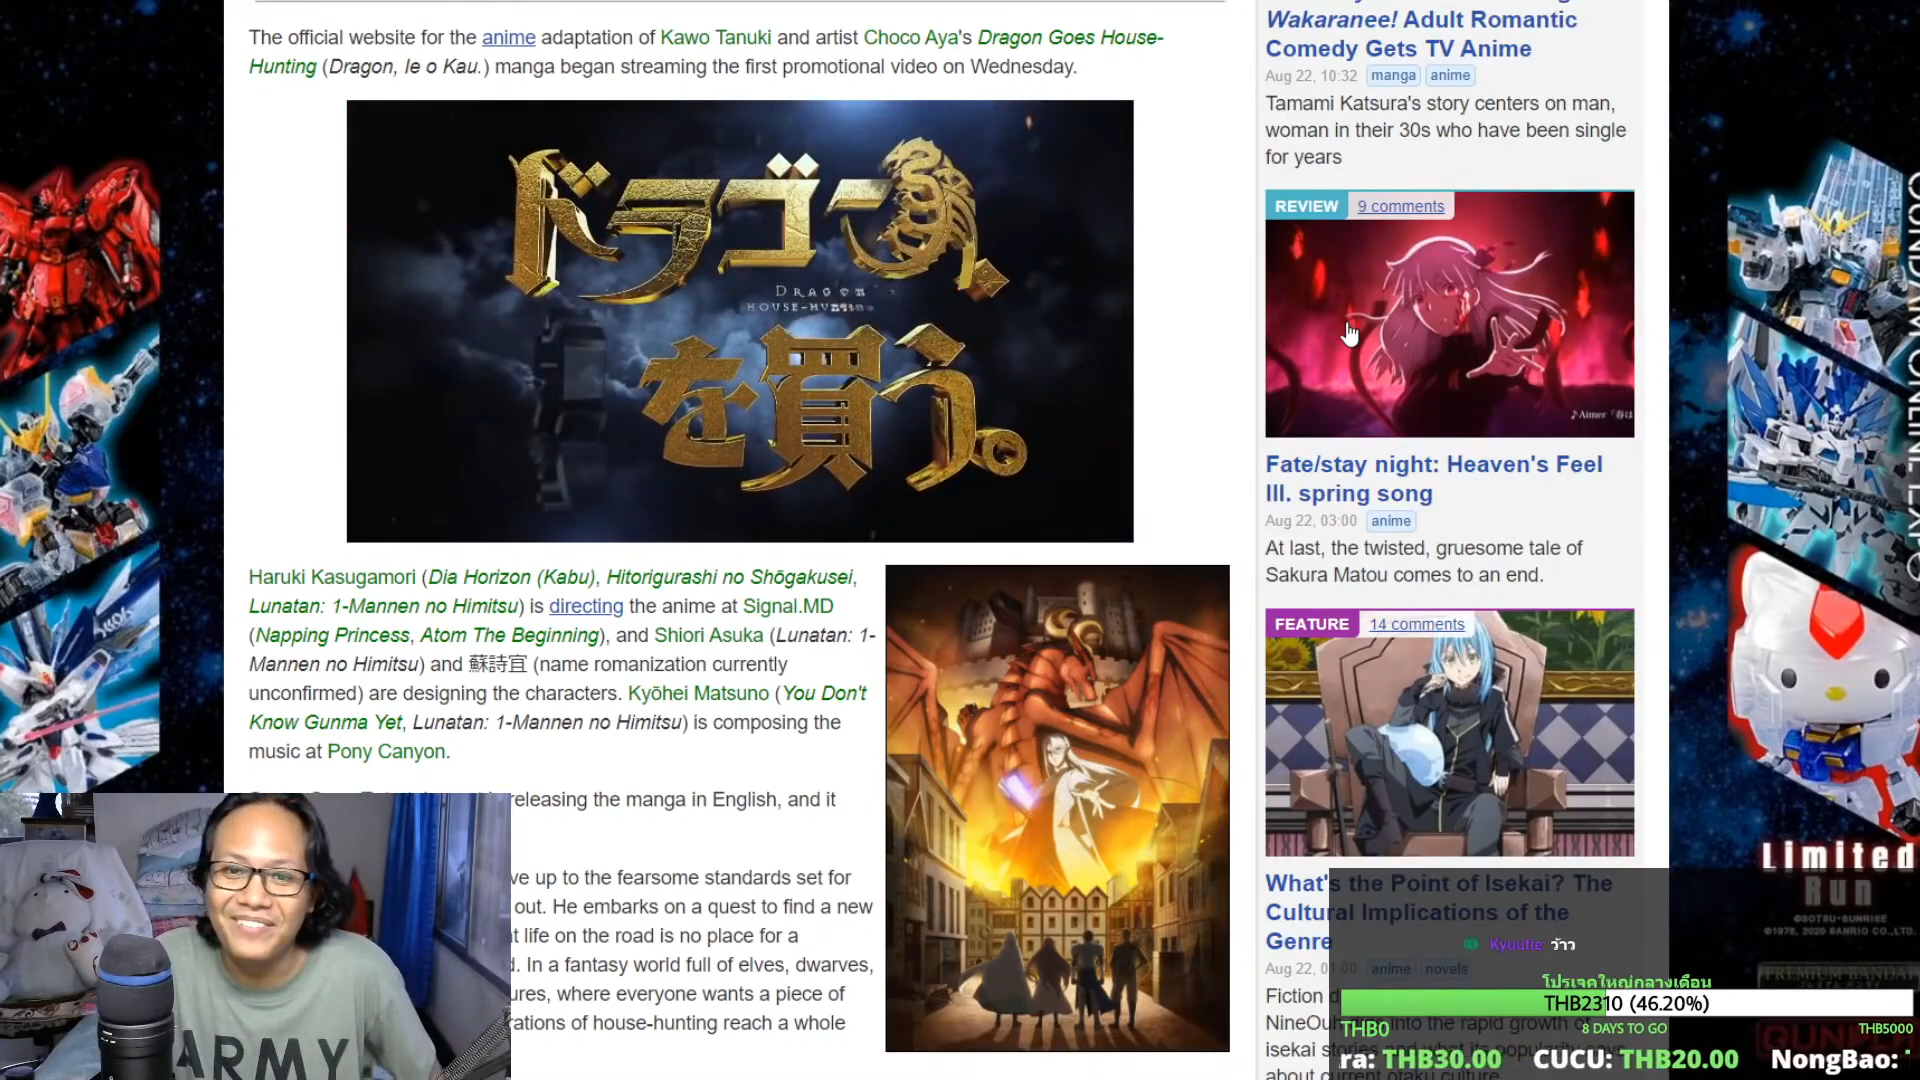 The official website for the anime adaptation of Kawo Tanuki and artist Choco Aya's Dragon Goes House-
Hunting (Dragon, Ie o Kau.) manga began streaming the first promotional video on Wednesday.
ドラゴン、
DRAGON
を買う。
Haruki Kasugamori (Dia Horizon (Kabu), Hitorigurashi no Shōgakusei,
Lunatan: 1-Mannen no Himitsu) is directing the anime at Signal.MD
(Napping Princess, Atom The Beginning), and Shiori Asuka (Lunatan: 1-
Mannen no Himitsu) and 蘇詩宜 (name romanization currently
unconfirmed) are designing the characters. Kyōhei Matsuno (You Don't
Know Gunma Yet, Lunatan: 1-Mannen no Himitsu) is composing the
music at Pony Canyon.
releasing the manga in English, and it
ve up to the fearsome standards set for
out. He embarks on a quest to find a new
life on the road is no place for a
In a fantasy world full of elves, dwarves,
ures, where everyone wants a piece of
rations of house-hunting reach a whole
ARMY
Wakaranee! Adult Romantic
Comedy Gets TV Anime
Aug 22, 10:32 manga anime
Tamami Katsura's story centers on man,
woman in their 30s who have been single
for years
REVIEW 9 comments
♪Aimer「春は
Fate/stay night: Heaven's Feel
III. spring song
Aug 22, 03:00 anime
At last, the twisted, gruesome tale of
Sakura Matou comes to an end.
FEATURE 14 comments
What's the Point of Isekai? The
Cultural Implications of the
Genre
Kyuutie ว้าว
Aug 22, anime novels
โปรเจคใหญ่กลางเดือน
Fiction
THB2310 (46.20%)
into the rapid growth of
THB0 8 DAYS TO GO THB5000
isekai
ra: THB30.00 CUCU: THB20.00 NongBao:
about current otaku culture.
Limited
Run
©SOTSU・SUNRISE
©1976, 2020 SANRIO CO.,LTD.
PREMIUM BANDAI